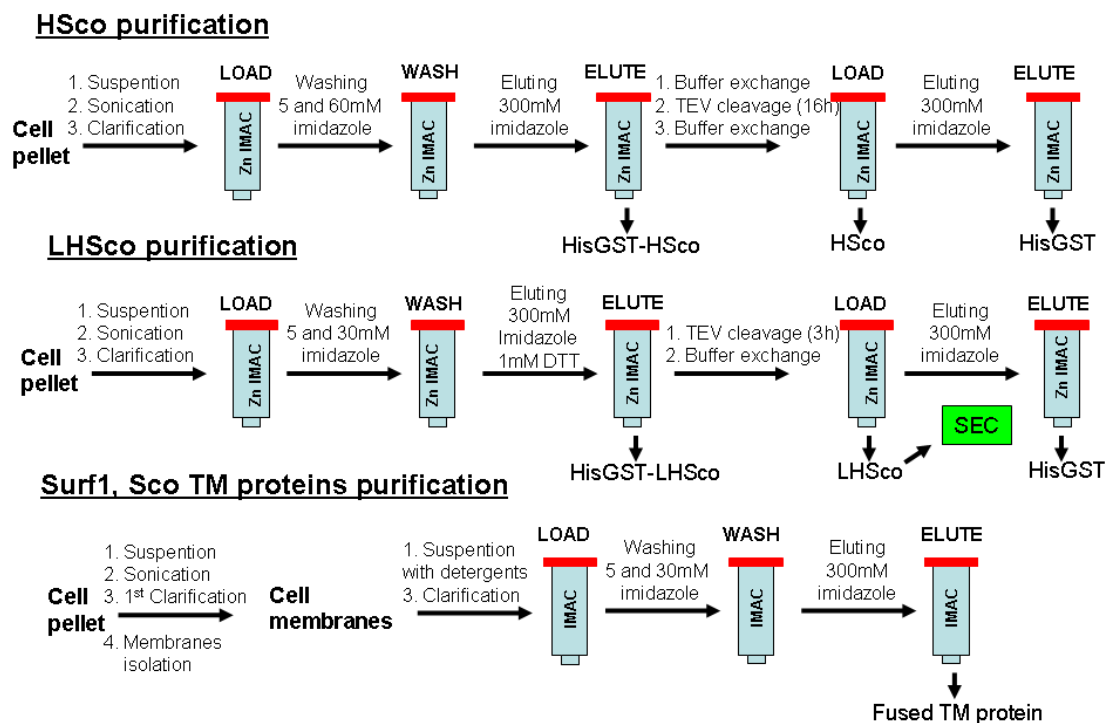 HSco purification
1. Suspention
2. Sonication
3. Clarification
Cell
pellet
LOAD
Zn IMAC
Washing
5 and 60mM
imidazole
WASH
Zn IMAC
Eluting
300mM
imidazole
ELUTE
Zn IMAC
HisGST-HSco
1. Buffer exchange
2. TEV cleavage (16h)
3. Buffer exchange
LOAD
Zn IMAC
HSco
Eluting
300mM
imidazole
ELUTE
Zn IMAC
HisGST
LHSco purification
1. Suspention
2. Sonication
3. Clarification
Cell
pellet
LOAD
Zn IMAC
Washing
5 and 30mM
imidazole
WASH
Zn IMAC
Eluting
300mM
Imidazole
1mM DTT
ELUTE
Zn IMAC
HisGST-LHSco
1. TEV cleavage (3h)
2. Buffer exchange
LOAD
Zn IMAC
LHSco
SEC
Eluting
300mM
imidazole
ELUTE
Zn IMAC
HisGST
Surf1, Sco TM proteins purification
1. Suspention
2. Sonication
3. 1st Clarification
Cell
pellet
4. Membranes
isolation
Cell
membranes
1. Suspention
with detergents
3. Clarification
LOAD
IMAC
Washing
5 and 30mM
imidazole
WASH
IMAC
Eluting
300mM
imidazole
ELUTE
IMAC
Fused TM protein